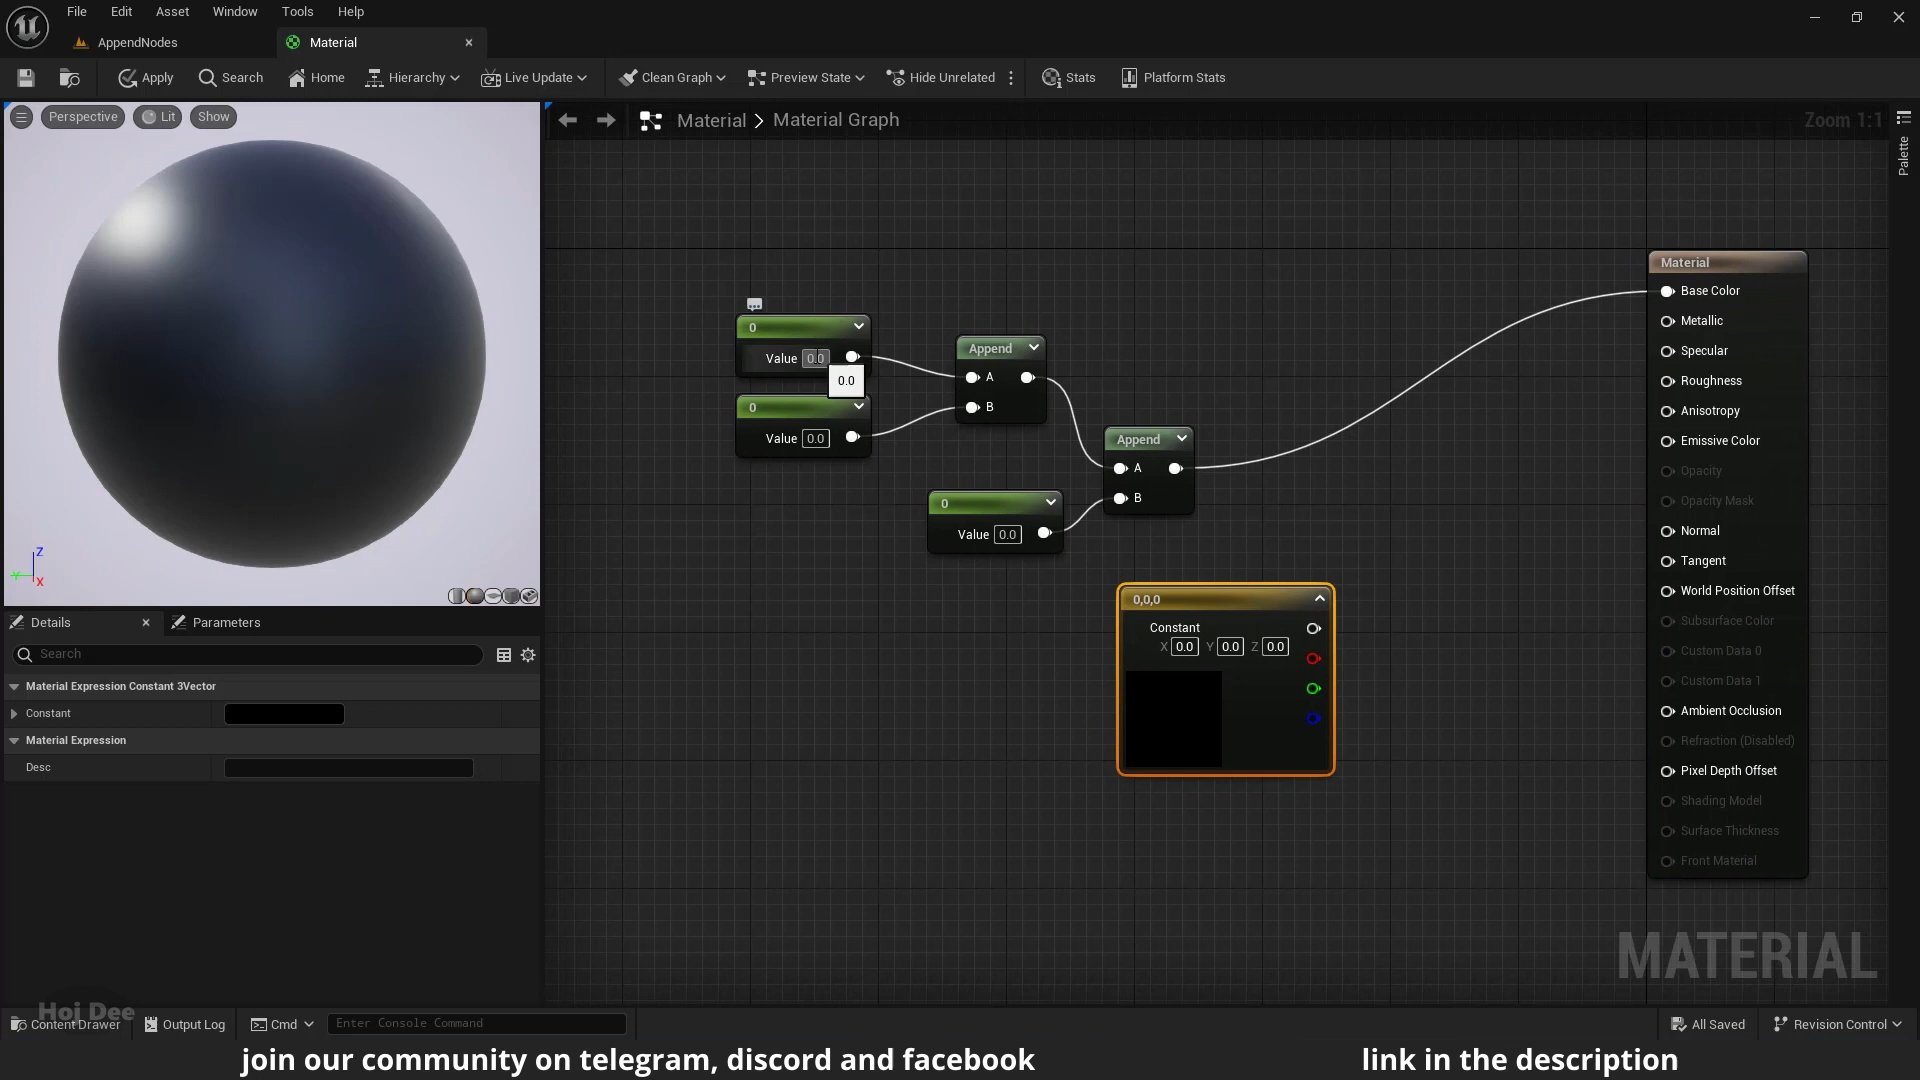 File Edit Asset Window Tools Help
AppendNodes Material
Apply Search Home Hierarchy Live Update Clean Graph Preview State Hide Unrelated Stats Platform Stats
Perspective Lit Show
Material > Material Graph
Zoom 1:1
Palette
0
Value 0.0
0.0
0
Value 0.0
Append
A
B
Append
A
B
0
Value 0.0
0,0,0
Constant
X 0.0 Y 0.0 Z 0.0
Material
Base Color
Metallic
Specular
Roughness
Anisotropy
Emissive Color
Opacity
Opacity Mask
Normal
Tangent
World Position Offset
Subsurface Color
Custom Data 0
Custom Data 1
Ambient Occlusion
Refraction (Disabled)
Pixel Depth Offset
Shading Model
Surface Thickness
Front Material
MATERIAL
Z
Y
X
Details Parameters
Search
Material Expression Constant 3Vector
Constant
Material Expression
Desc
Hoi Dee
Content Drawer Output Log Cmd Enter Console Command All Saved Revision Control
join our community on telegram, discord and facebook
link in the description